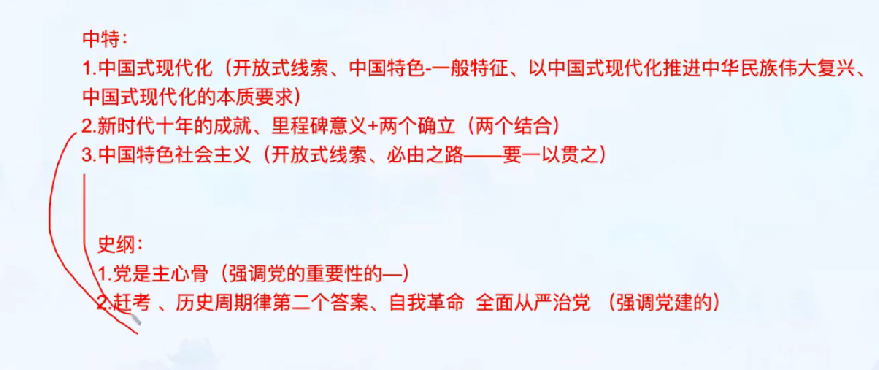 中特：
1.中国式现代化（开放式线索、中国特色-一般特征、以中国式现代化推进中华民族伟大复兴、
中国式现代化的本质要求）
2.新时代十年的成就、里程碑意义+两个确立（两个结合）
3.中国特色社会主义（开放式线索、必由之路——要一以贯之）
史纲：
1.党是主心骨（强调党的重要性的—）
2.赶考 、历史周期律第二个答案、自我革命 全面从严治党 （强调党建的）